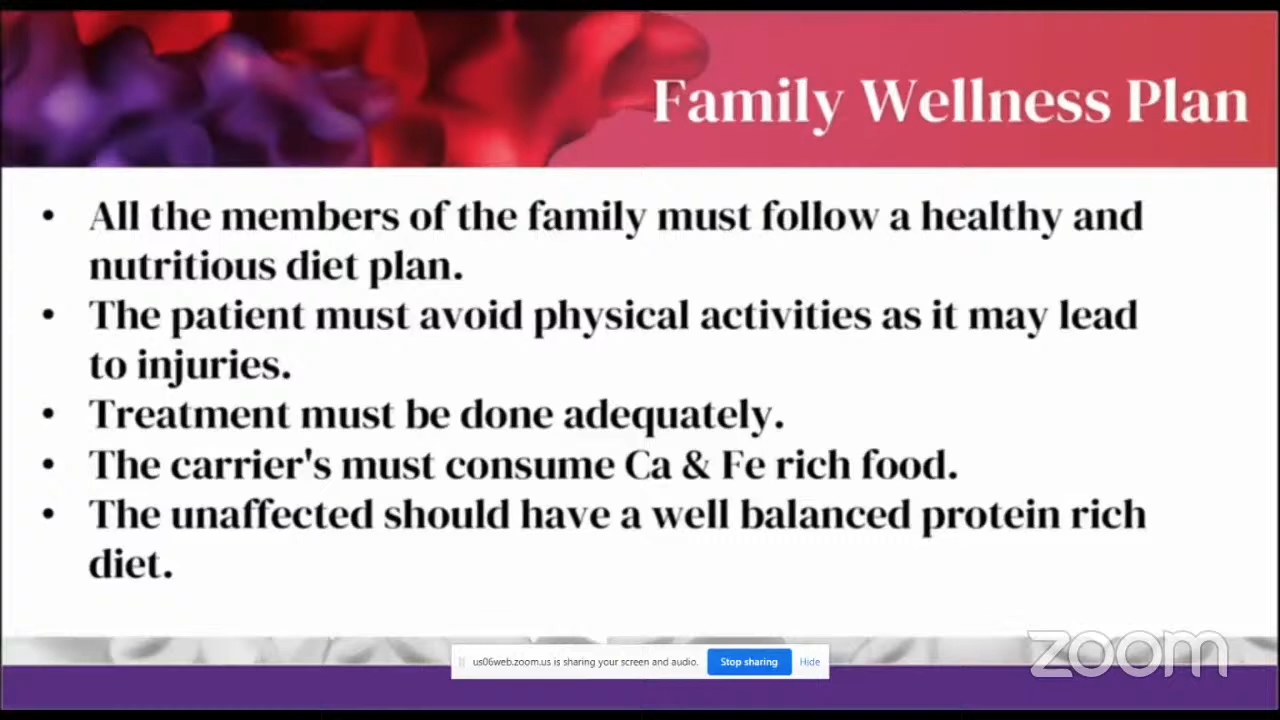 Family Wellness Plan
• All the members of the family must follow a healthy and
nutritious diet plan.
• The patient must avoid physical activities as it may lead
to injuries.
• Treatment must be done adequately.
• The carrier's must consume Ca & Fe rich food.
• The unaffected should have a well balanced protein rich
diet.
us06web.zoom.us is sharing your screen and audio. Stop sharing Hide
zoom